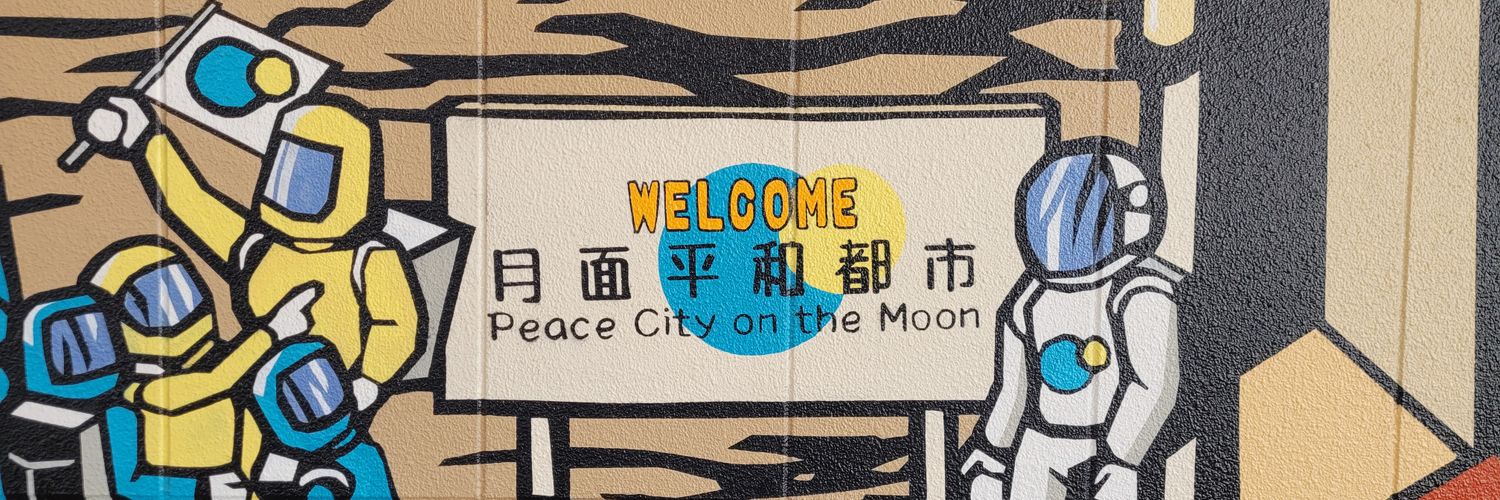 WELCOME
月面平和都市
Peace City on the Moon